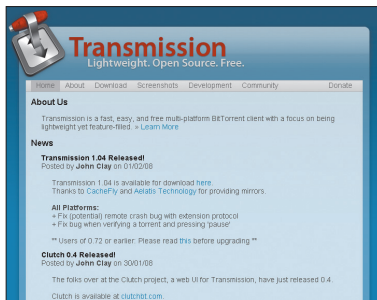 Transmission
Lightweight. Open Source. Free.
Home About Download Screenshots Development Community Donate
About Us
Transmission is a fast, easy, and free multi-platform BitTorrent client with a focus on being
lightweight yet feature-filled. » Learn More
News
Transmission 1.04 Released!
Posted by John Clay on 01/02/08
Transmission 1.04 is available for download here.
Thanks to CacheFly and Aelatis Technology for providing mirrors.
All Platforms:
+ Fix (potential) remote crash bug with extension protocol
+ Fix bug when verifying a torrent and pressing 'pause'
** Users of 0.72 or earlier: Please read this before upgrading **
Clutch 0.4 Released!
Posted by John Clay on 30/01/08
The folks over at the Clutch project, a web UI for Transmission, have just released 0.4.
Clutch is available at clutchbt.com.